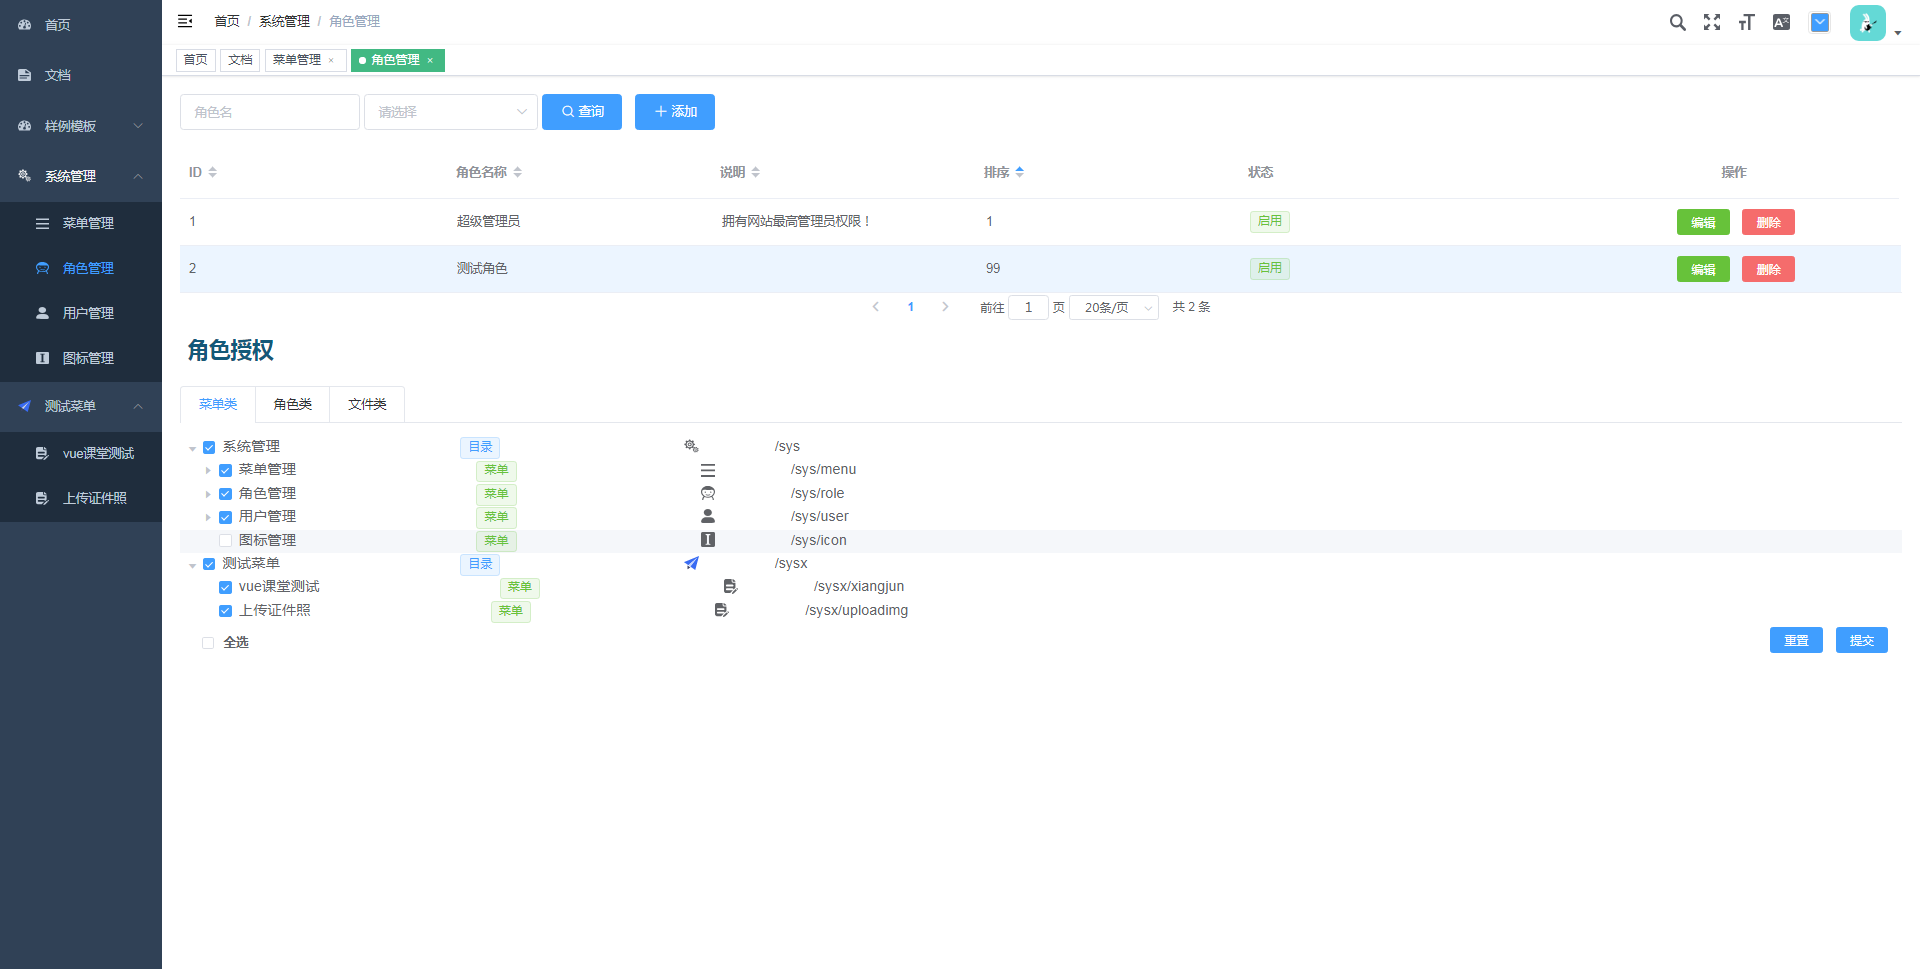 首页
文档
样例模板
系统管理
菜单管理
角色管理
用户管理
图标管理
测试菜单
vue课堂测试
上传证件照
首页 / 系统管理 / 角色管理
首页 文档 菜单管理 × 角色管理 ×
角色名 请选择 查询 添加
ID 角色名称 说明 排序 状态 操作
1 超级管理员 拥有网站最高管理员权限！ 1 启用 编辑 删除
2 测试角色 99 启用 编辑 删除
1 前往 1 页 20条/页 共 2 条
角色授权
菜单类 角色类 文件类
系统管理 目录 /sys
菜单管理 菜单 /sys/menu
角色管理 菜单 /sys/role
用户管理 菜单 /sys/user
图标管理 菜单 /sys/icon
测试菜单 目录 /sysx
vue课堂测试 菜单 /sysx/xiangjun
上传证件照 菜单 /sysx/uploadimg
全选 重置 提交